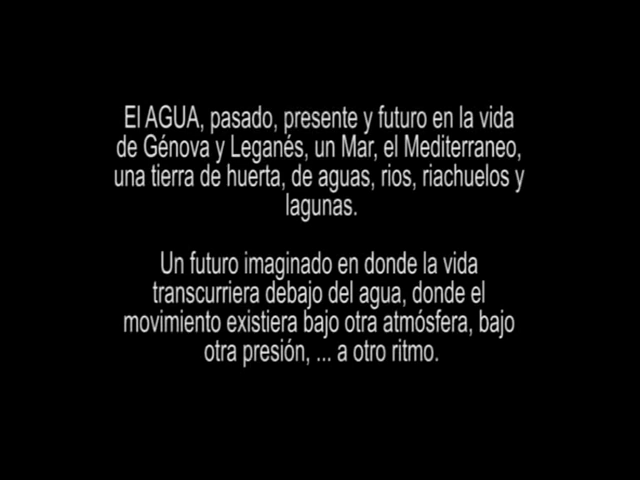 El AGUA, pasado, presente y futuro en la vida
de Génova y Leganés, un Mar, el Mediterraneo,
una tierra de huerta, de aguas, rios, riachuelos y
lagunas.
Un futuro imaginado en donde la vida
transcurriera debajo del agua, donde el
movimiento existiera bajo otra atmósfera, bajo
otra presión, ... a otro ritmo.